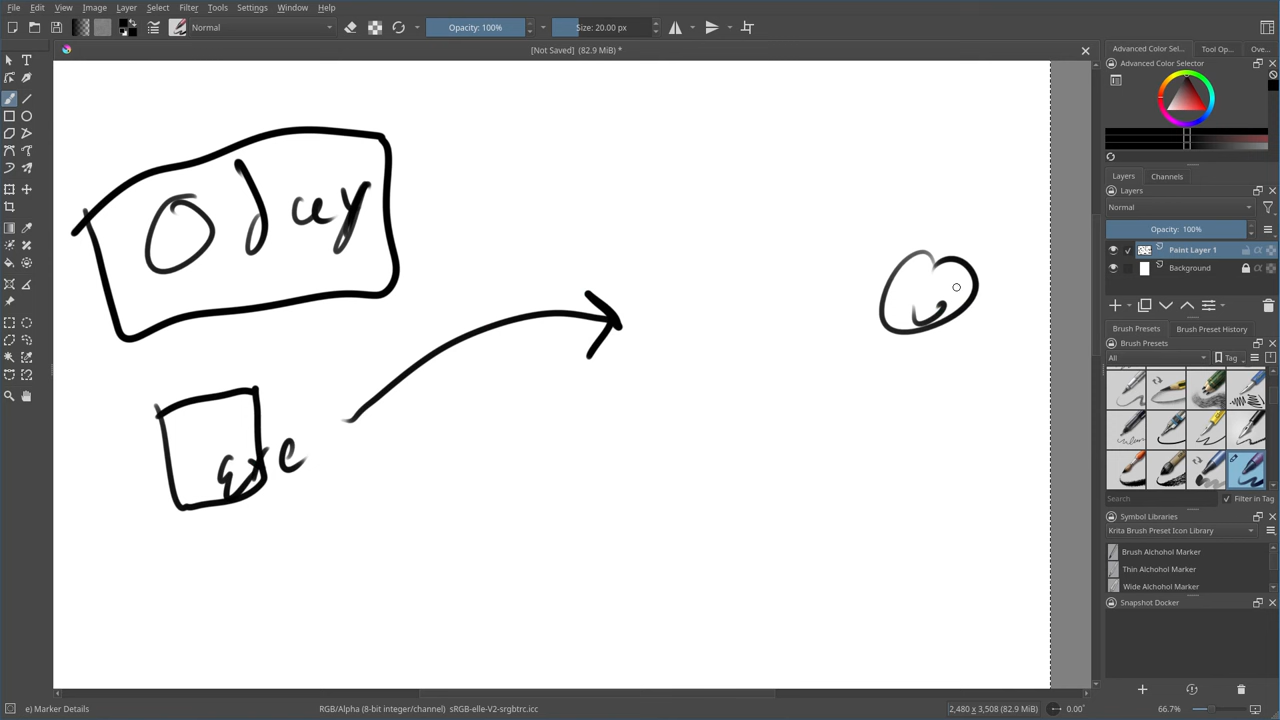 File Edit View Image Layer Select Filter Tools Settings Window Help
Normal Opacity: 100% Size: 20.00 px
[Not Saved] (82.9 MiB) *
Advanced Color Sel... Tool Op... Ove...
Advanced Color Selector
0 day
exe
Layers Channels
Layers
Normal
Opacity: 100%
Paint Layer 1
Background
Brush Presets Brush Preset History
Brush Presets
All Tag
Search Filter in Tag
Symbol Libraries
Krita Brush Preset Icon Library
Brush Alchohol Marker
Thin Alchohol Marker
Wide Alchohol Marker
Snapshot Docker
e) Marker Details RGB/Alpha (8-bit integer/channel) sRGB-elle-V2-srgbtrc.icc 2,480 x 3,508 (82.9 MiB) 0.00° 66.7%